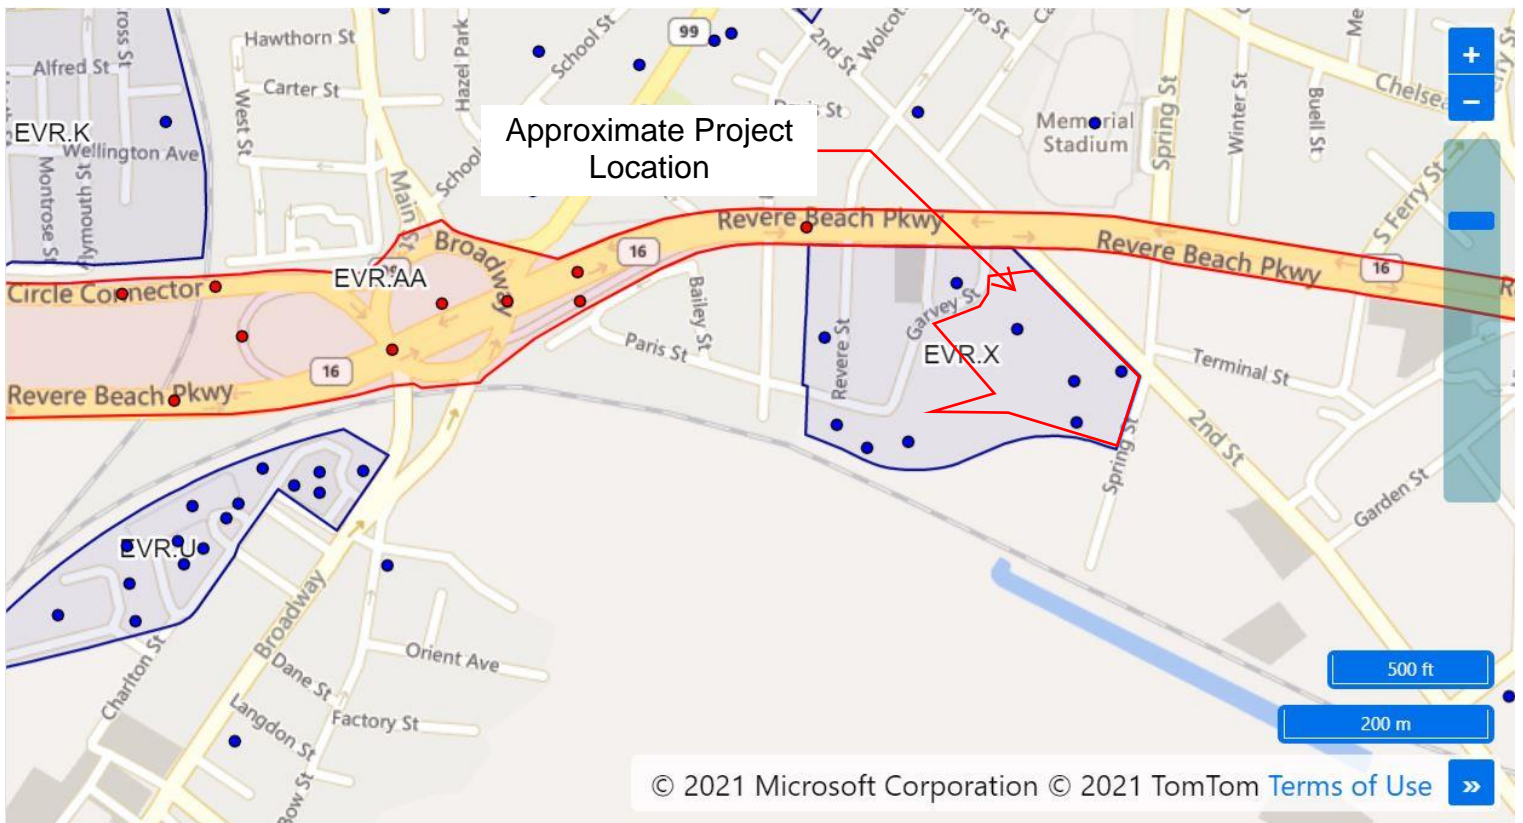 Hawthorn St
99
School St
2nd St
Alfred St
Carter St
Hazel Park
Spring St
Chelsea
EVR.K
West St
Approximate Project
Location
Memorial
Stadium
Winter St
Buell St
Wellington Ave
Montrose St
Plymouth St
Main St
School
Revere Beach Pkwy
S Ferry St
Broadway
16
Revere Beach Pkwy
16
EVR.AA
Circle Connector
Bailey St
Garvey St
Paris St
Revere St
EVR.X
Terminal St
16
Revere Beach Pkwy
2nd St
Spring St
Garden St
EVR.U
Broadway
Orient Ave
Charlton St
Dane St
Langdon St
Factory St
Bow St
500 ft
200 m
© 2021 Microsoft Corporation © 2021 TomTom Terms of Use »
+
−